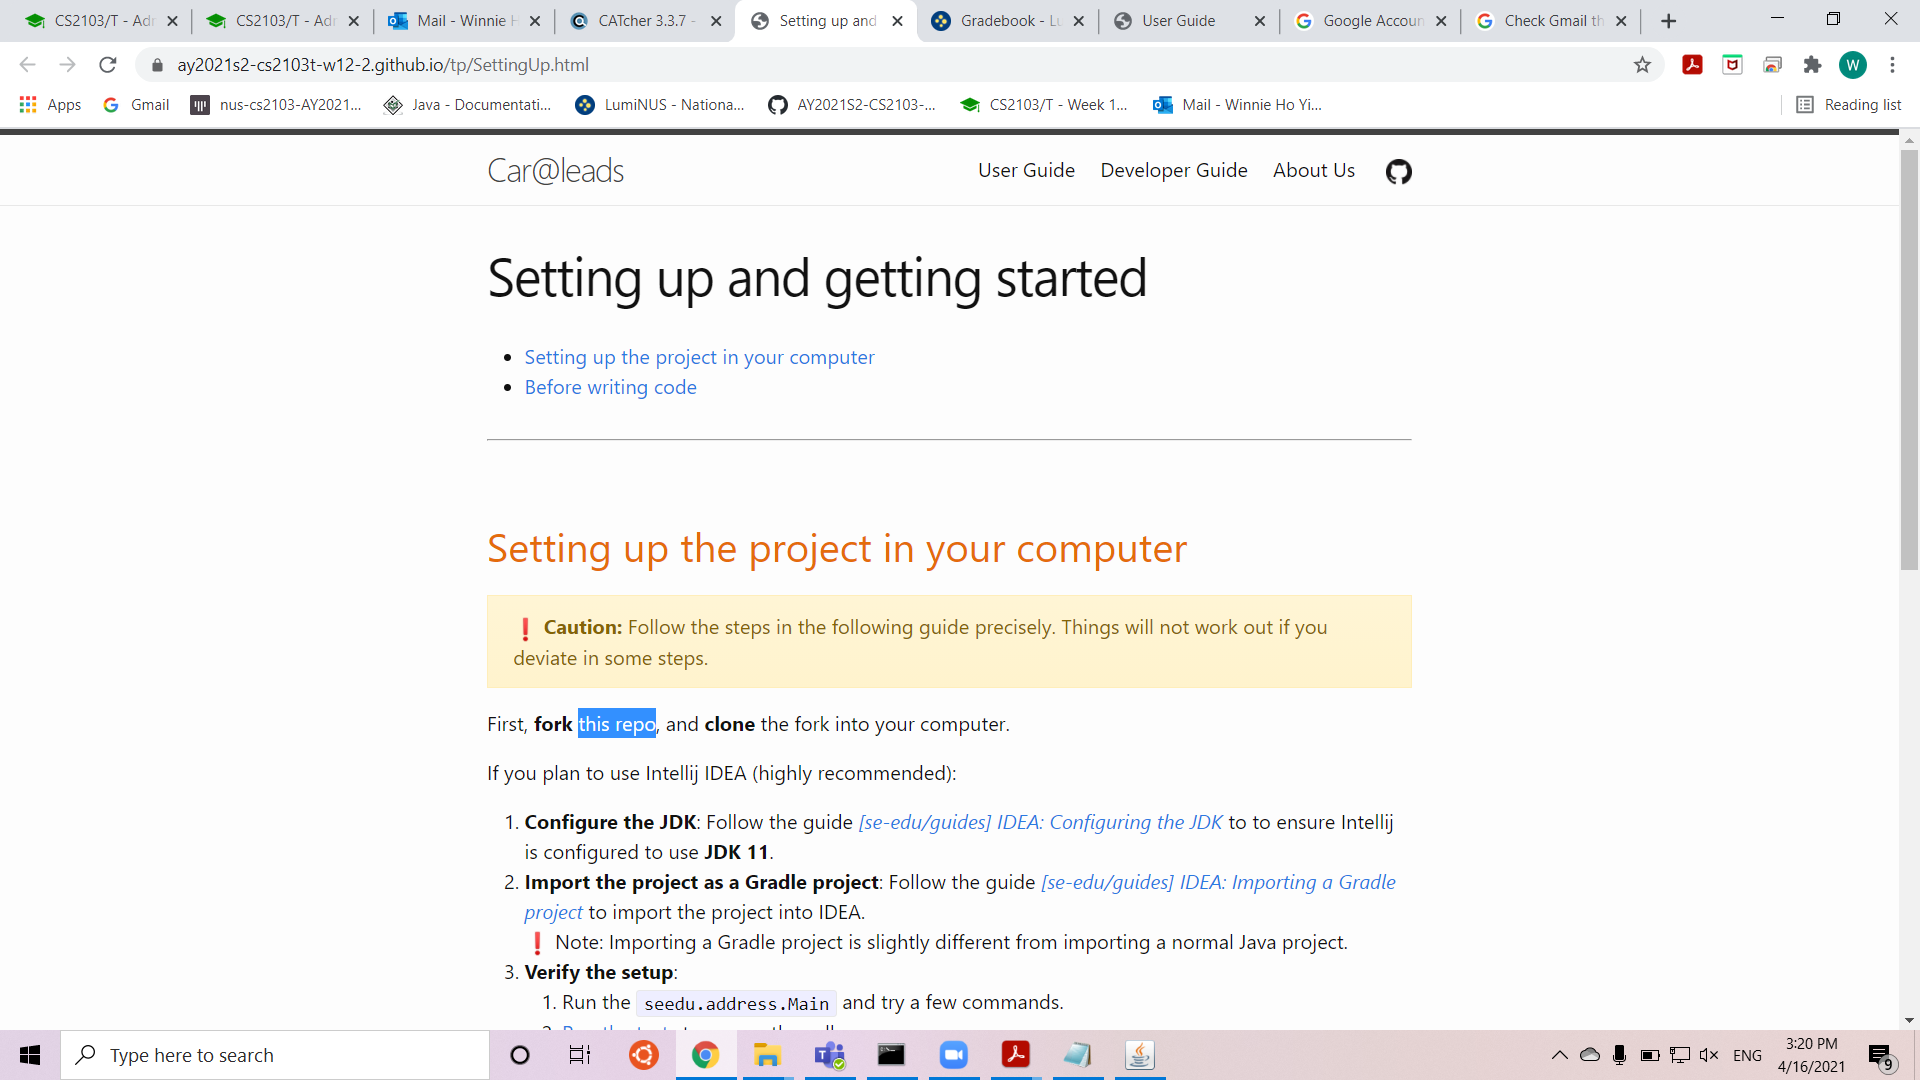 CS2103/T - Adr
CS2103/T - Adr
Mail - Winnie H
CATcher 3.3.7 -
Setting up and
Gradebook - Lu
User Guide
Google Accoun
Check Gmail th
ay2021s2-cs2103t-w12-2.github.io/tp/SettingUp.html
W
Apps
Gmail
nus-cs2103-AY2021...
Java - Documentati...
LumiNUS - Nationa...
AY2021S2-CS2103-...
CS2103/T - Week 1...
Mail - Winnie Ho Yi...
Reading list
Car@leads
User Guide
Developer Guide
About Us
Setting up and getting started
• Setting up the project in your computer
• Before writing code
Setting up the project in your computer
❗ Caution: Follow the steps in the following guide precisely. Things will not work out if you
deviate in some steps.
First, fork this repo, and clone the fork into your computer.
If you plan to use Intellij IDEA (highly recommended):
1. Configure the JDK: Follow the guide [se-edu/guides] IDEA: Configuring the JDK to to ensure Intellij
is configured to use JDK 11.
2. Import the project as a Gradle project: Follow the guide [se-edu/guides] IDEA: Importing a Gradle
project to import the project into IDEA.
❗ Note: Importing a Gradle project is slightly different from importing a normal Java project.
3. Verify the setup:
1. Run the seedu.address.Main and try a few commands.
Type here to search
ENG
3:20 PM
4/16/2021
9